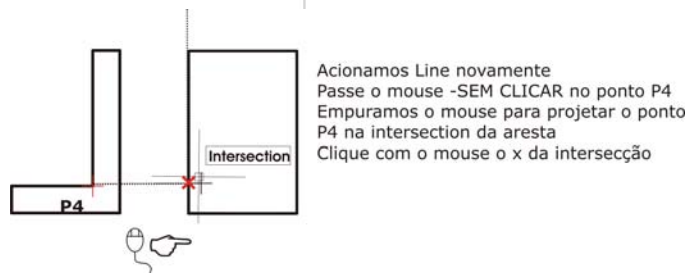 Acionamos Line novamente
Passe o mouse -SEM CLICAR no ponto P4
Empuramos o mouse para projetar o ponto
P4 na intersection da aresta
Clique com o mouse o x da intersecção
Intersection
P4